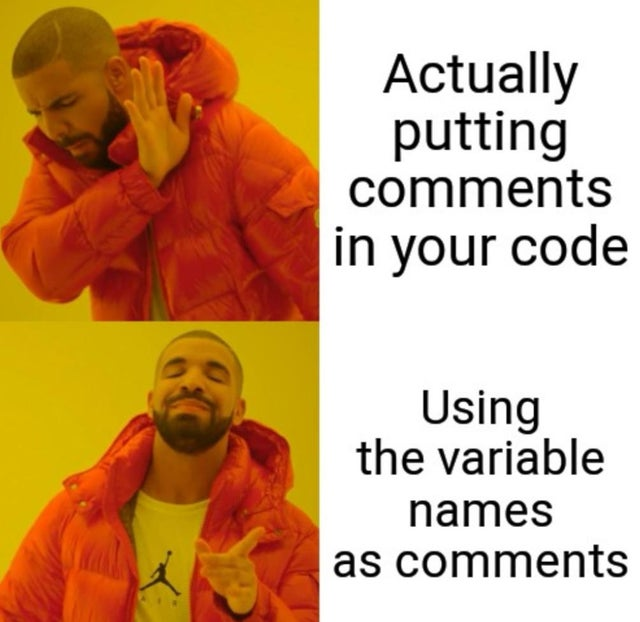 Actually
putting
comments
in your code
Using
the variable
names
as comments